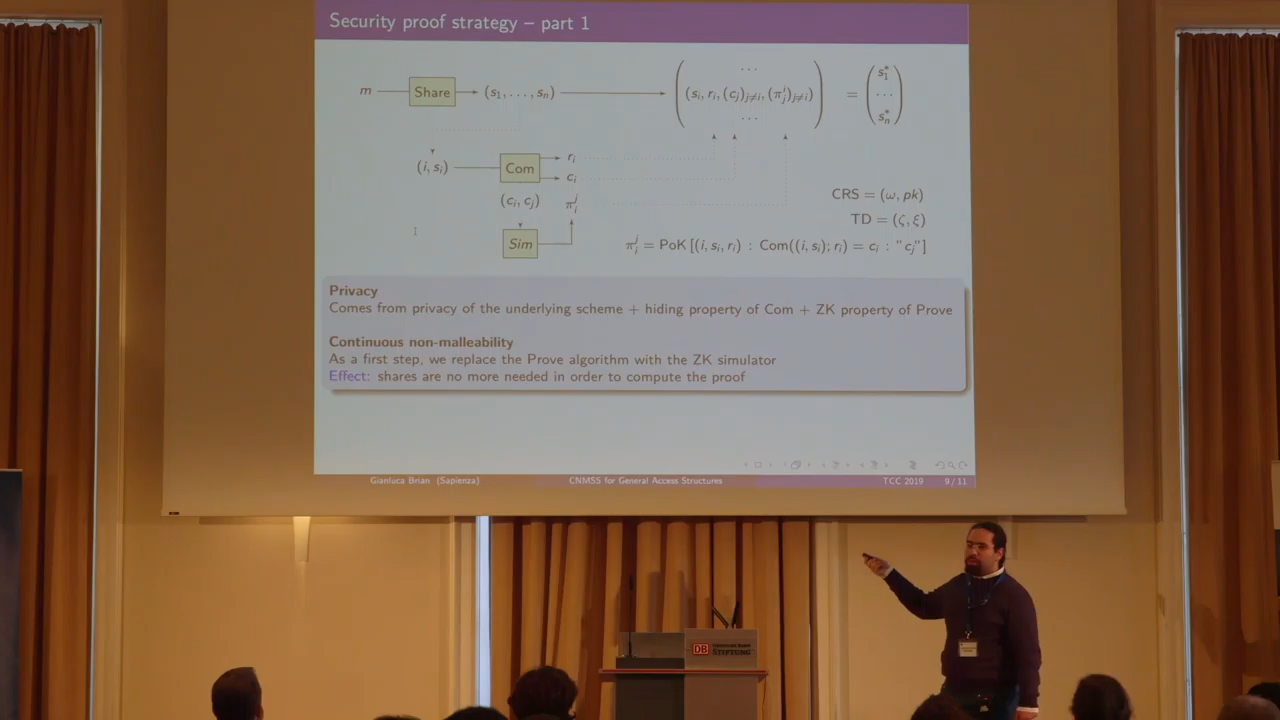 Security proof strategy – part 1
m Share (s₁, …, sₙ) (… (sᵢ, rᵢ, (cⱼ)ⱼ≠ᵢ, (πⱼⁱ)ⱼ≠ᵢ) …) = (s₁* … sₙ*)
(i, sᵢ) Com rᵢ
cᵢ
(cᵢ, cⱼ) πᵢʲ
CRS = (ω, pk)
TD = (ζ, ξ)
Sim
πᵢʲ = PoK [(i, sᵢ, rᵢ) : Com((i, sᵢ); rᵢ) = cᵢ : "cⱼ"]
Privacy
Comes from privacy of the underlying scheme + hiding property of Com + ZK property of Prove
Continuous non-malleability
As a first step, we replace the Prove algorithm with the ZK simulator
Effect: shares are no more needed in order to compute the proof
Gianluca Brian (Sapienza) CNMSS for General Access Structures TCC 2019 9 / 11
DB
STIFTUNG